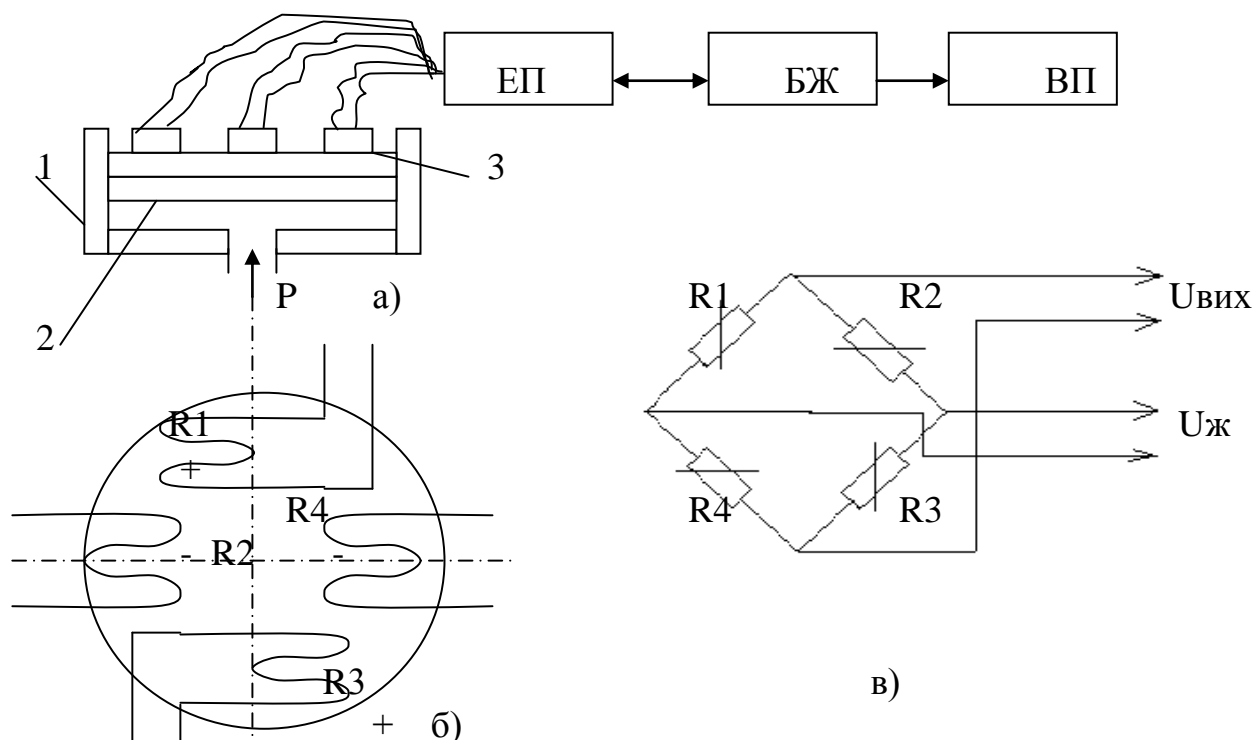 ЕП БЖ ВП
1 3
P а)
2
R1 R2 Uвих
R1
+
R4
Uж
- R2 -
R4 R3
R3
+ б)
в)